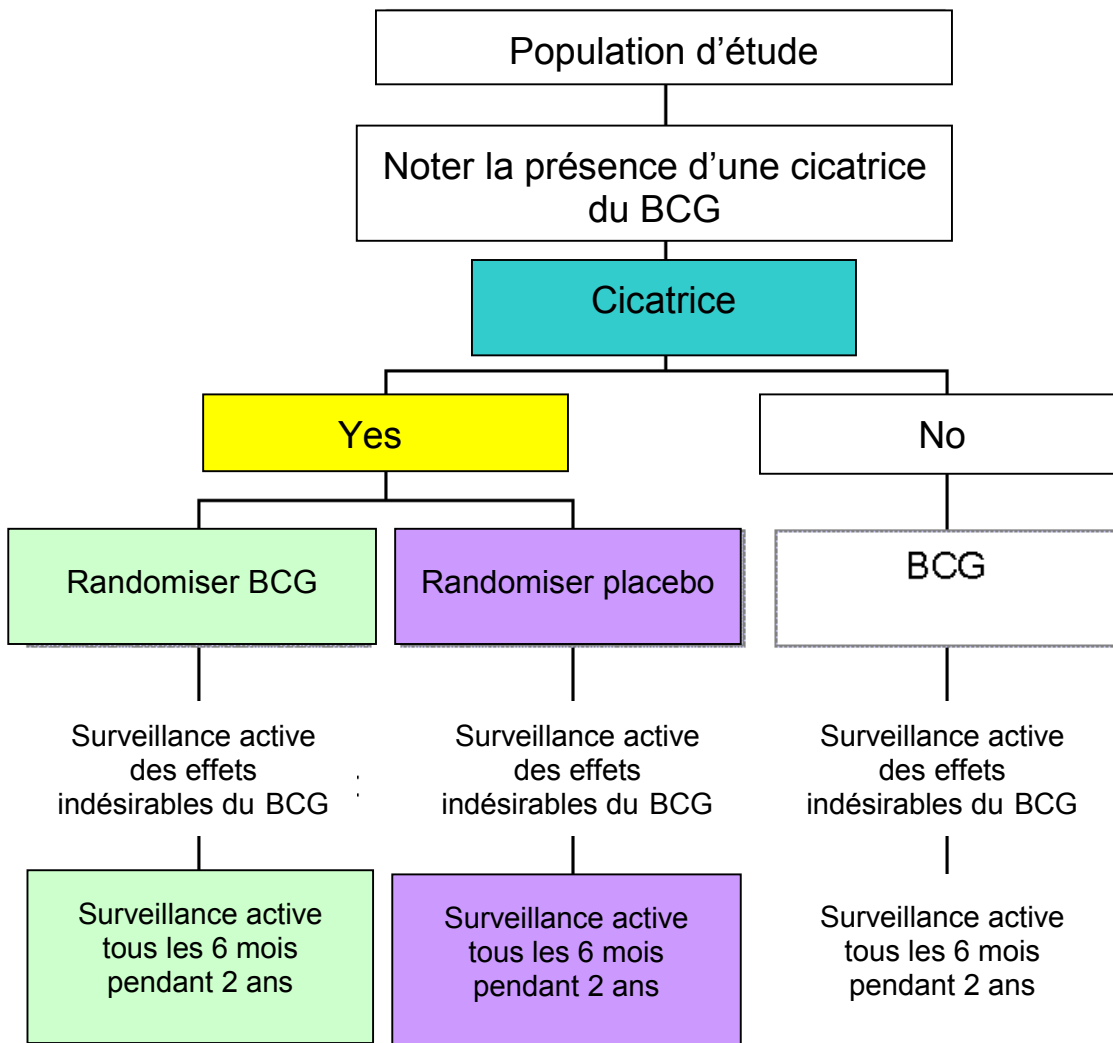 Population d’étude
Noter la présence d’une cicatrice
du BCG
Cicatrice
Yes
No
Randomiser BCG
Randomiser placebo
BCG
Surveillance active
des effets
indésirables du BCG
:
Surveillance active
des effets
indésirables du BCG
Surveillance active
des effets
indésirables du BCG
Surveillance active
tous les 6 mois
pendant 2 ans
Surveillance active
tous les 6 mois
pendant 2 ans
Surveillance active
tous les 6 mois
pendant 2 ans